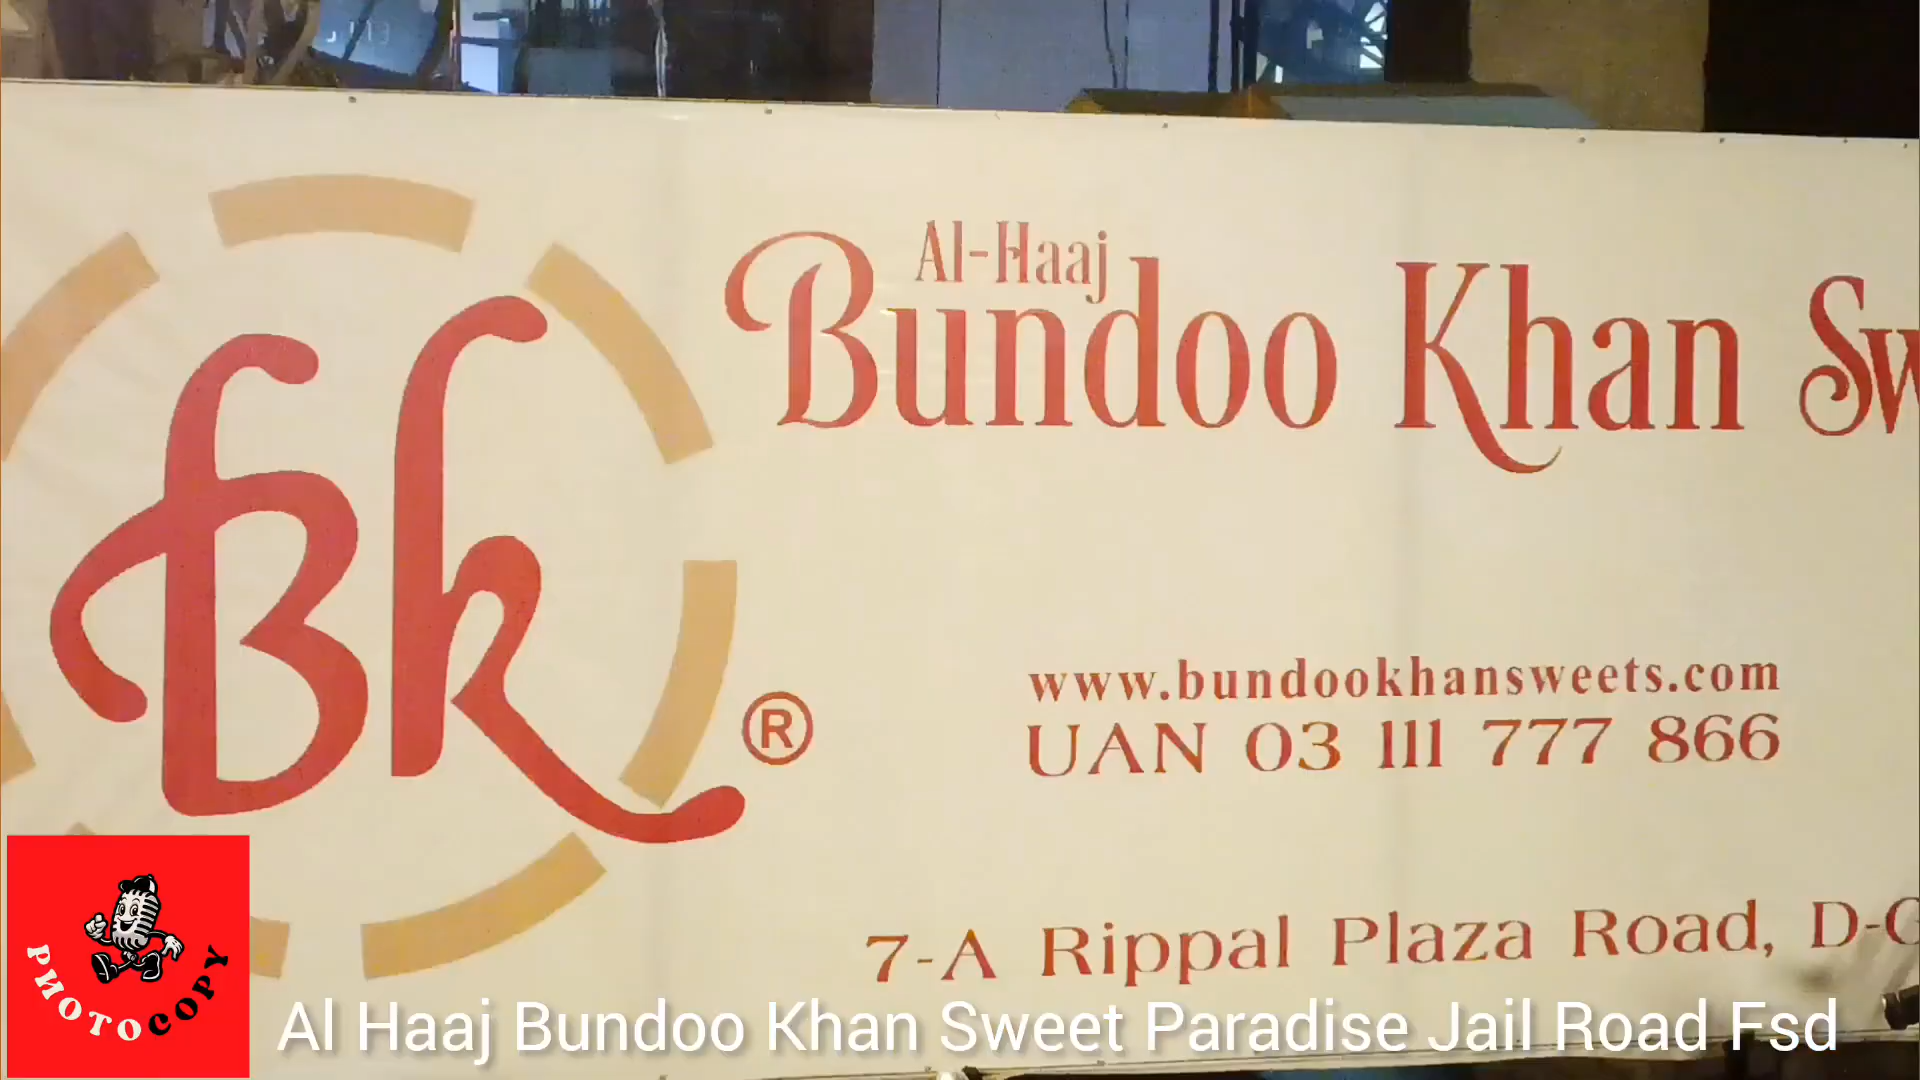 Al-Haaj
Bundoo Khan Sw
Bk
®
www.bundookhansweets.com
UAN 03 111 777 866
7-A Rippal Plaza Road, D-G
PHOTOCOPY
Al Haaj Bundoo Khan Sweet Paradise Jail Road Fsd